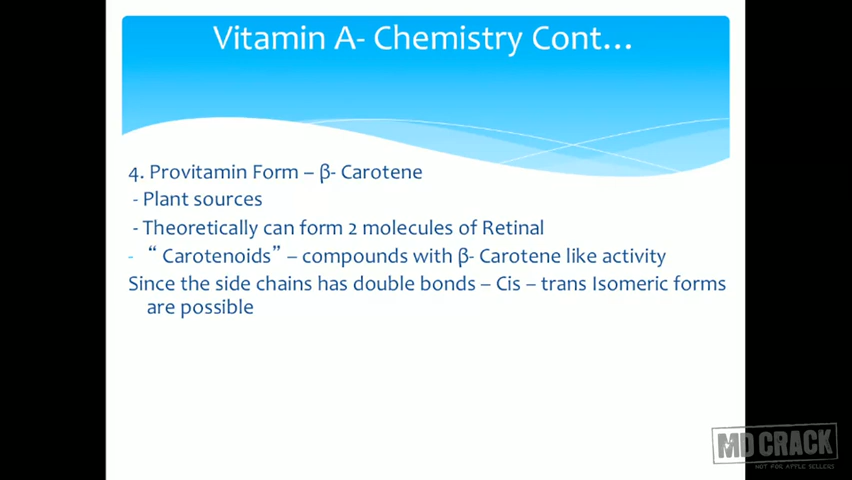 Vitamin A- Chemistry Cont...
4. Provitamin Form – β- Carotene
- Plant sources
- Theoretically can form 2 molecules of Retinal
- “ Carotenoids” – compounds with β- Carotene like activity
Since the side chains has double bonds – Cis – trans Isomeric forms
are possible
MD CRACK
NOT FOR APPLE SELLERS